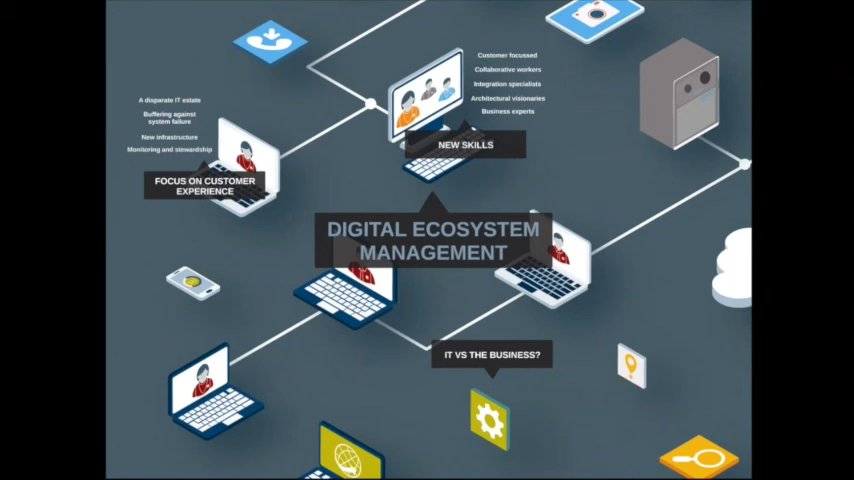 Customer focussed
Collaborative workers
Integration specialists
Architectural visionaries
Business experts
NEW SKILLS
A disparate IT estate
Buffering against
system failure
New infrastructure
Monitoring and stewardship
FOCUS ON CUSTOMER
EXPERIENCE
DIGITAL ECOSYSTEM
MANAGEMENT
IT VS THE BUSINESS?